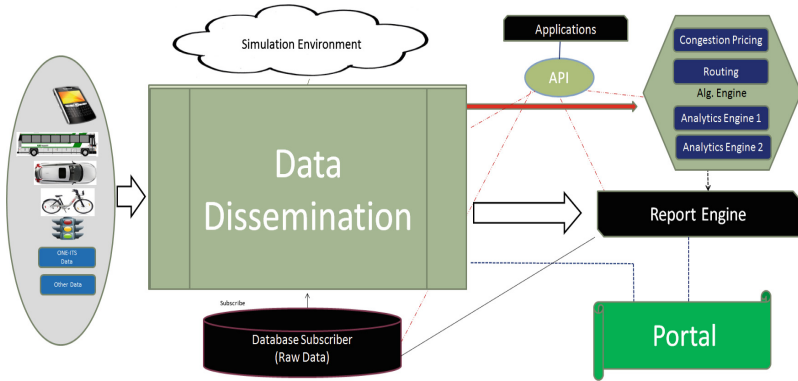 Simulation Environment
Applications
API
Congestion Pricing
Routing
Alg. Engine
Analytics Engine 1
Analytics Engine 2
Data
Dissemination
ONE-ITS
Data
Other Data
Report Engine
Subscribe
Database Subscriber
(Raw Data)
Portal